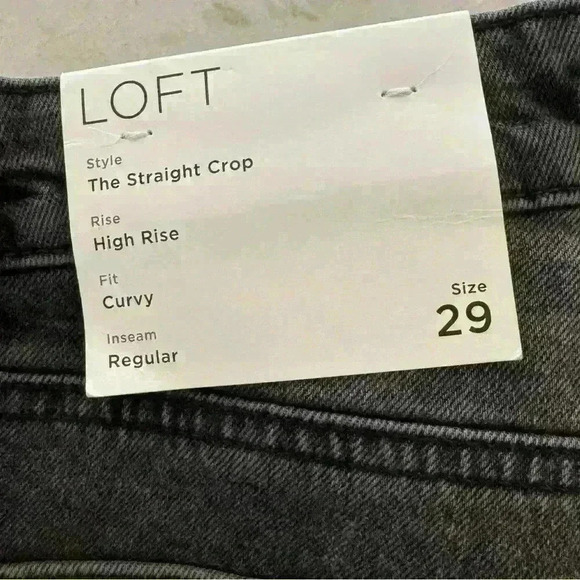 LOFT
Style
The Straight Crop
Rise
High Rise
Fit
Curvy
Inseam
Regular
Size
29